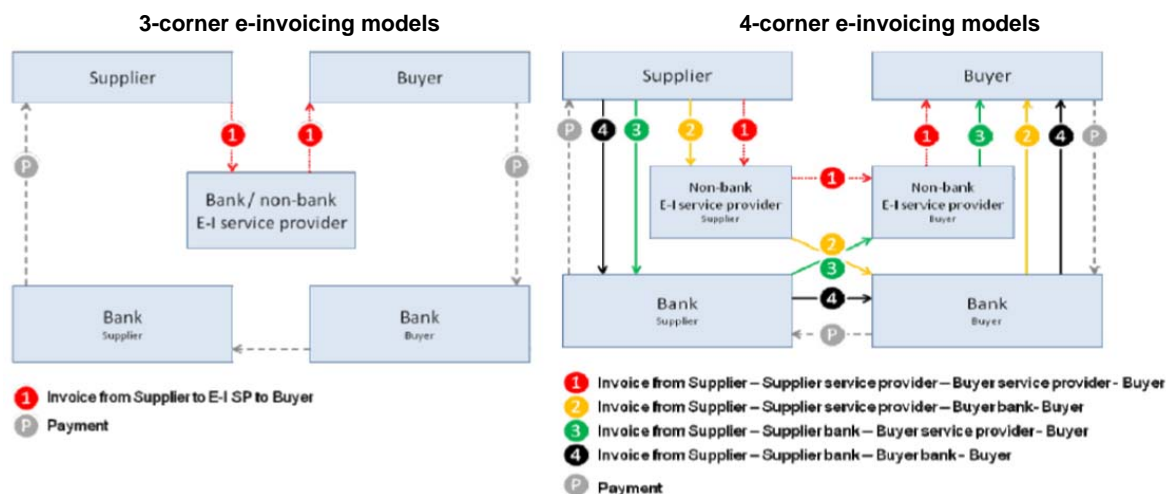 3-corner e-invoicing models
Supplier
Buyer
1
1
P
P
Bank / non-bank
E-I service provider
Bank
Supplier
Bank
Buyer
1 Invoice from Supplier to E-I SP to Buyer
P Payment
4-corner e-invoicing models
Supplier
Buyer
P
4
3
2
1
1
3
2
4
P
Non-bank
E-I service provider
Supplier
1
Non-bank
E-I service provider
Buyer
2
3
Bank
Supplier
4
P
Bank
Buyer
1 Invoice from Supplier – Supplier service provider – Buyer service provider - Buyer
2 Invoice from Supplier – Supplier service provider – Buyer bank- Buyer
3 Invoice from Supplier – Supplier bank – Buyer service provider - Buyer
4 Invoice from Supplier – Supplier bank – Buyer bank - Buyer
P Payment